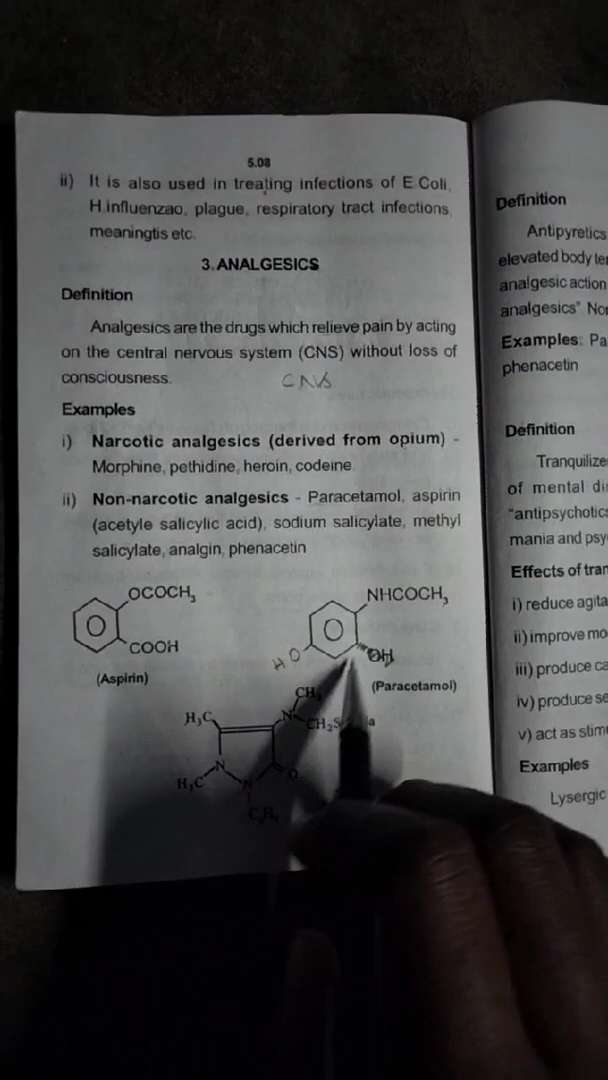 5.08
ii) It is also used in treating infections of E Coli,
H.influenzao, plague, respiratory tract infections,
meaningtis etc.
3. ANALGESICS
Definition
Analgesics are the drugs which relieve pain by acting
on the central nervous system (CNS) without loss of
consciousness.
CNS
Examples
i) Narcotic analgesics (derived from opium) -
Morphine, pethidine, heroin, codeine
ii) Non-narcotic analgesics - Paracetamol, aspirin
(acetyle salicylic acid), sodium salicylate, methyl
salicylate, analgin, phenacetin
OCOCH₃
COOH
(Aspirin)
NHCOCH₃
HO
OH
(Paracetamol)
CH₃
H₃C
N
CH₂S
a
N
H₃C
N
O
Definition
Antipyretics
elevated body te
analgesic action
analgesics" No
Examples: Pa
phenacetin
Definition
Tranquilize
of mental di
"antipsychotics
mania and psy
Effects of tran
i) reduce agita
ii) improve mo
iii) produce ca
iv) produce se
v) act as stim
Examples
Lysergic